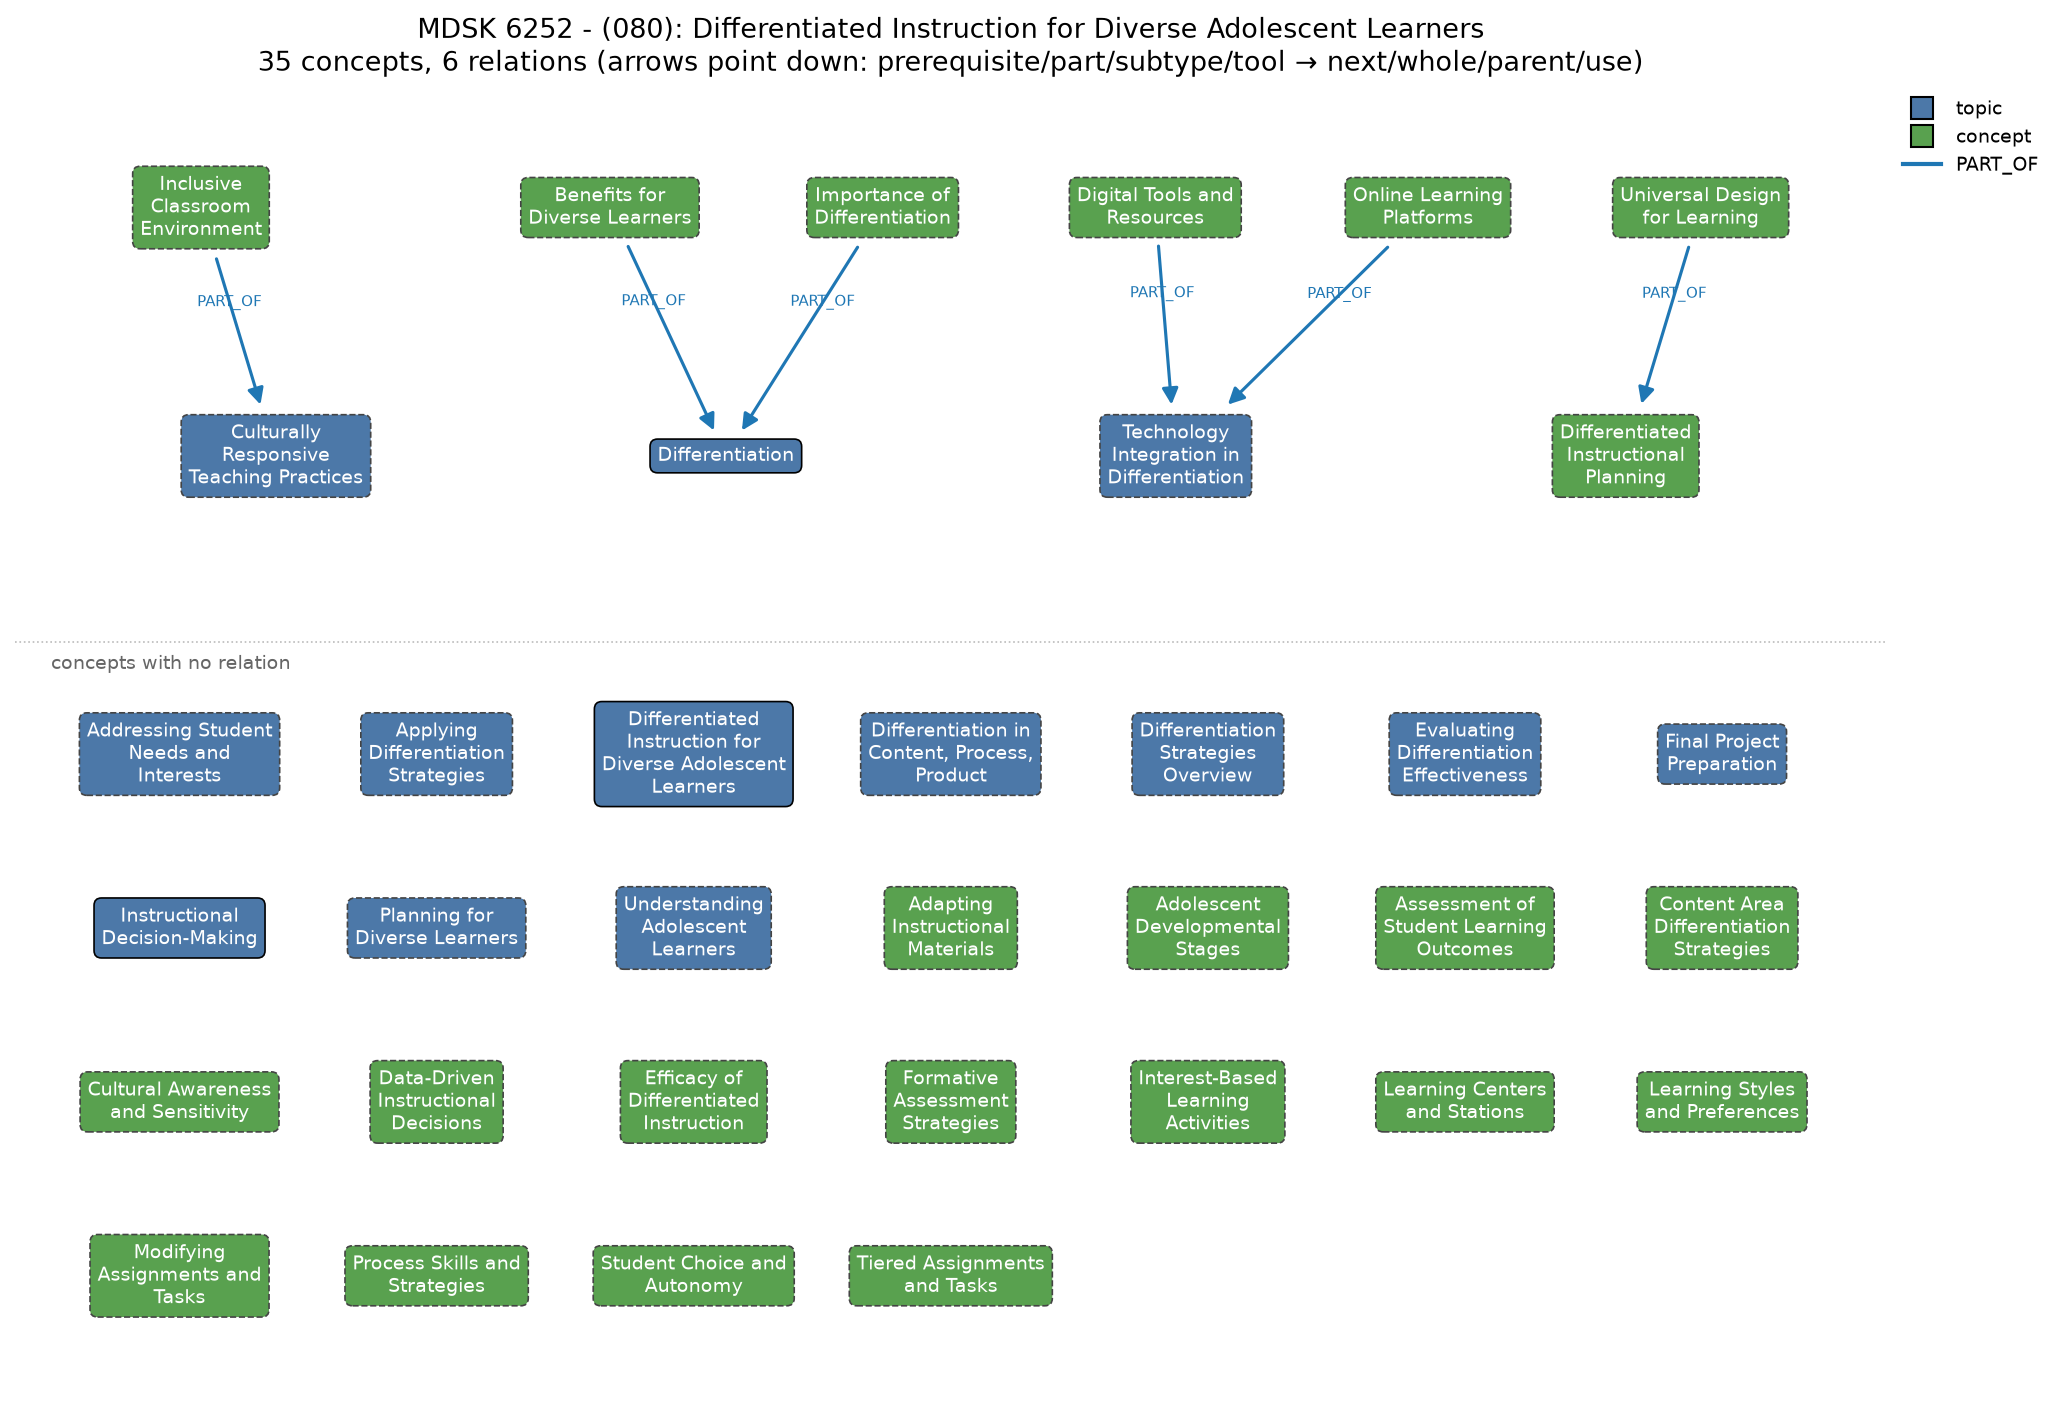 MDSK 6252 - (080): Differentiated Instruction for Diverse Adolescent Learners
35 concepts, 6 relations (arrows point down: prerequisite/part/subtype/tool → next/whole/parent/use)
topic
concept
PART_OF
Inclusive
Classroom
Environment
Benefits for
Diverse Learners
Importance of
Differentiation
Digital Tools and
Resources
Online Learning
Platforms
Universal Design
for Learning
PART_OF
PART_OF
PART_OF
PART_OF
PART_OF
PART_OF
Culturally
Responsive
Teaching Practices
Differentiation
Technology
Integration in
Differentiation
Differentiated
Instructional
Planning
concepts with no relation
Addressing Student
Needs and
Interests
Applying
Differentiation
Strategies
Differentiated
Instruction for
Diverse Adolescent
Learners
Differentiation in
Content, Process,
Product
Differentiation
Strategies
Overview
Evaluating
Differentiation
Effectiveness
Final Project
Preparation
Instructional
Decision-Making
Planning for
Diverse Learners
Understanding
Adolescent
Learners
Adapting
Instructional
Materials
Adolescent
Developmental
Stages
Assessment of
Student Learning
Outcomes
Content Area
Differentiation
Strategies
Cultural Awareness
and Sensitivity
Data-Driven
Instructional
Decisions
Efficacy of
Differentiated
Instruction
Formative
Assessment
Strategies
Interest-Based
Learning
Activities
Learning Centers
and Stations
Learning Styles
and Preferences
Modifying
Assignments and
Tasks
Process Skills and
Strategies
Student Choice and
Autonomy
Tiered Assignments
and Tasks